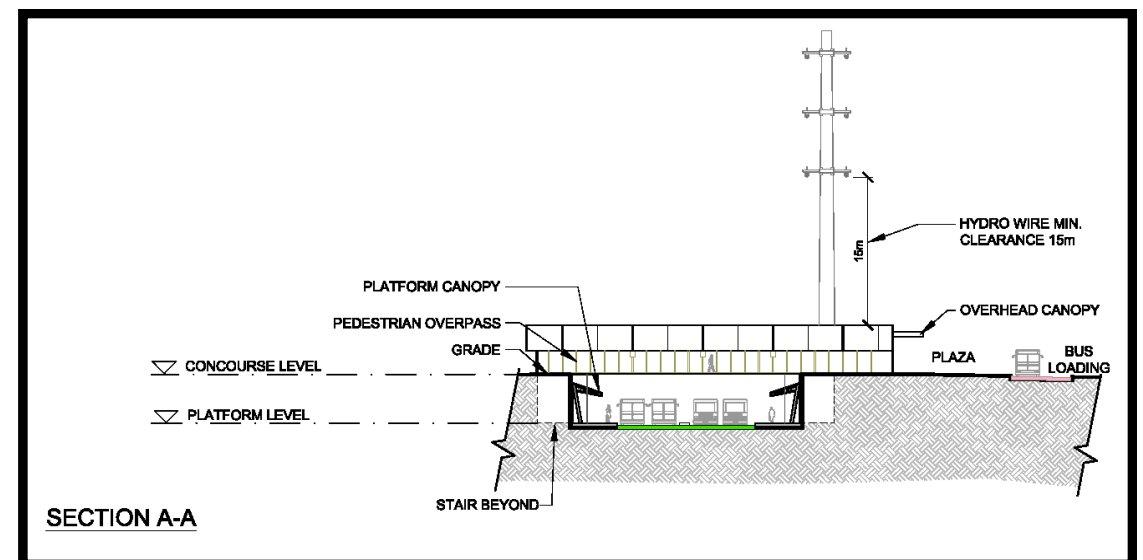 HYDRO WIRE MIN.
CLEARANCE 15m
15m
PLATFORM CANOPY
OVERHEAD CANOPY
PEDESTRIAN OVERPASS
GRADE
CONCOURSE LEVEL
PLAZA
BUS
LOADING
PLATFORM LEVEL
STAIR BEYOND
SECTION A-A